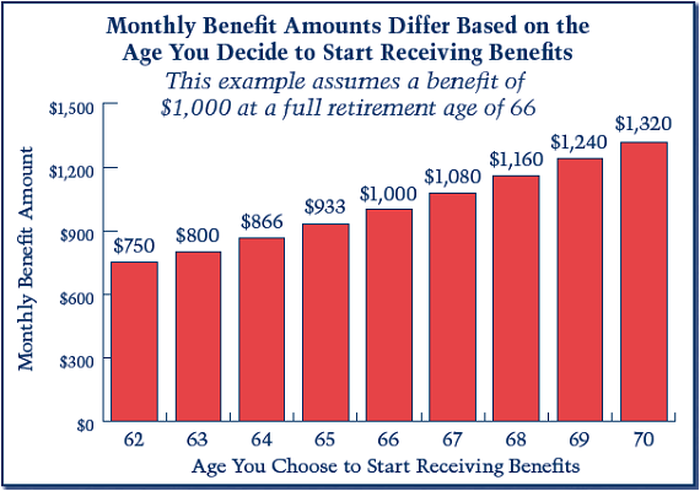 Monthly Benefit Amounts Differ Based on the
Age You Decide to Start Receiving Benefits
This example assumes a benefit of
$1,000 at a full retirement age of 66
Monthly Benefit Amount
$1,500
$1,200
$900
$600
$300
$0
$750
$800
$866
$933
$1,000
$1,080
$1,160
$1,240
$1,320
62 63 64 65 66 67 68 69 70
Age You Choose to Start Receiving Benefits